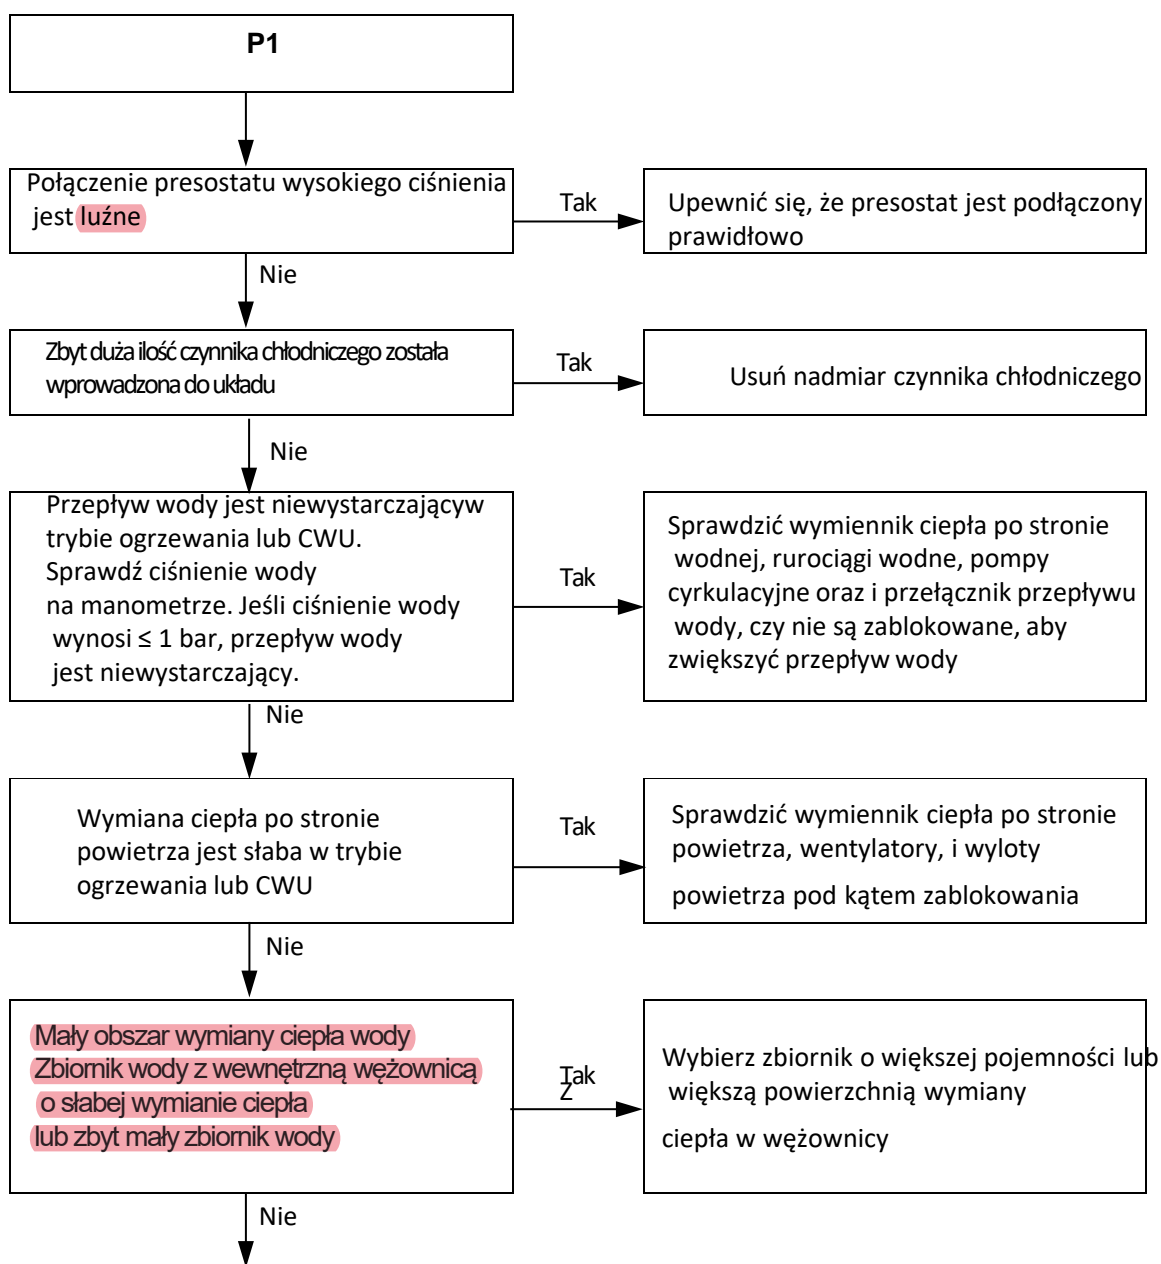 P1
Połączenie presostatu wysokiego ciśnienia
jest luźne
Tak
Upewnić się, że presostat jest podłączony
prawidłowo
Nie
Zbyt duża ilość czynnika chłodniczego została
wprowadzona do układu
Tak
Usuń nadmiar czynnika chłodniczego
Nie
Przepływ wody jest niewystarczającyw
trybie ogrzewania lub CWU.
Sprawdź ciśnienie wody
na manometrze. Jeśli ciśnienie wody
wynosi ≤ 1 bar, przepływ wody
jest niewystarczający.
Tak
Sprawdzić wymiennik ciepła po stronie
wodnej, rurociągi wodne, pompy
cyrkulacyjne oraz i przełącznik przepływu
wody, czy nie są zablokowane, aby
zwiększyć przepływ wody
Nie
Wymiana ciepła po stronie
powietrza jest słaba w trybie
ogrzewania lub CWU
Tak
Sprawdzić wymiennik ciepła po stronie
powietrza, wentylatory, i wyloty
powietrza pod kątem zablokowania
Nie
Mały obszar wymiany ciepła wody
Zbiornik wody z wewnętrzną wężownicą
o słabej wymianie ciepła
lub zbyt mały zbiornik wody
Tak
Z
Wybierz zbiornik o większej pojemności lub
większą powierzchnią wymiany
ciepła w wężownicy
Nie